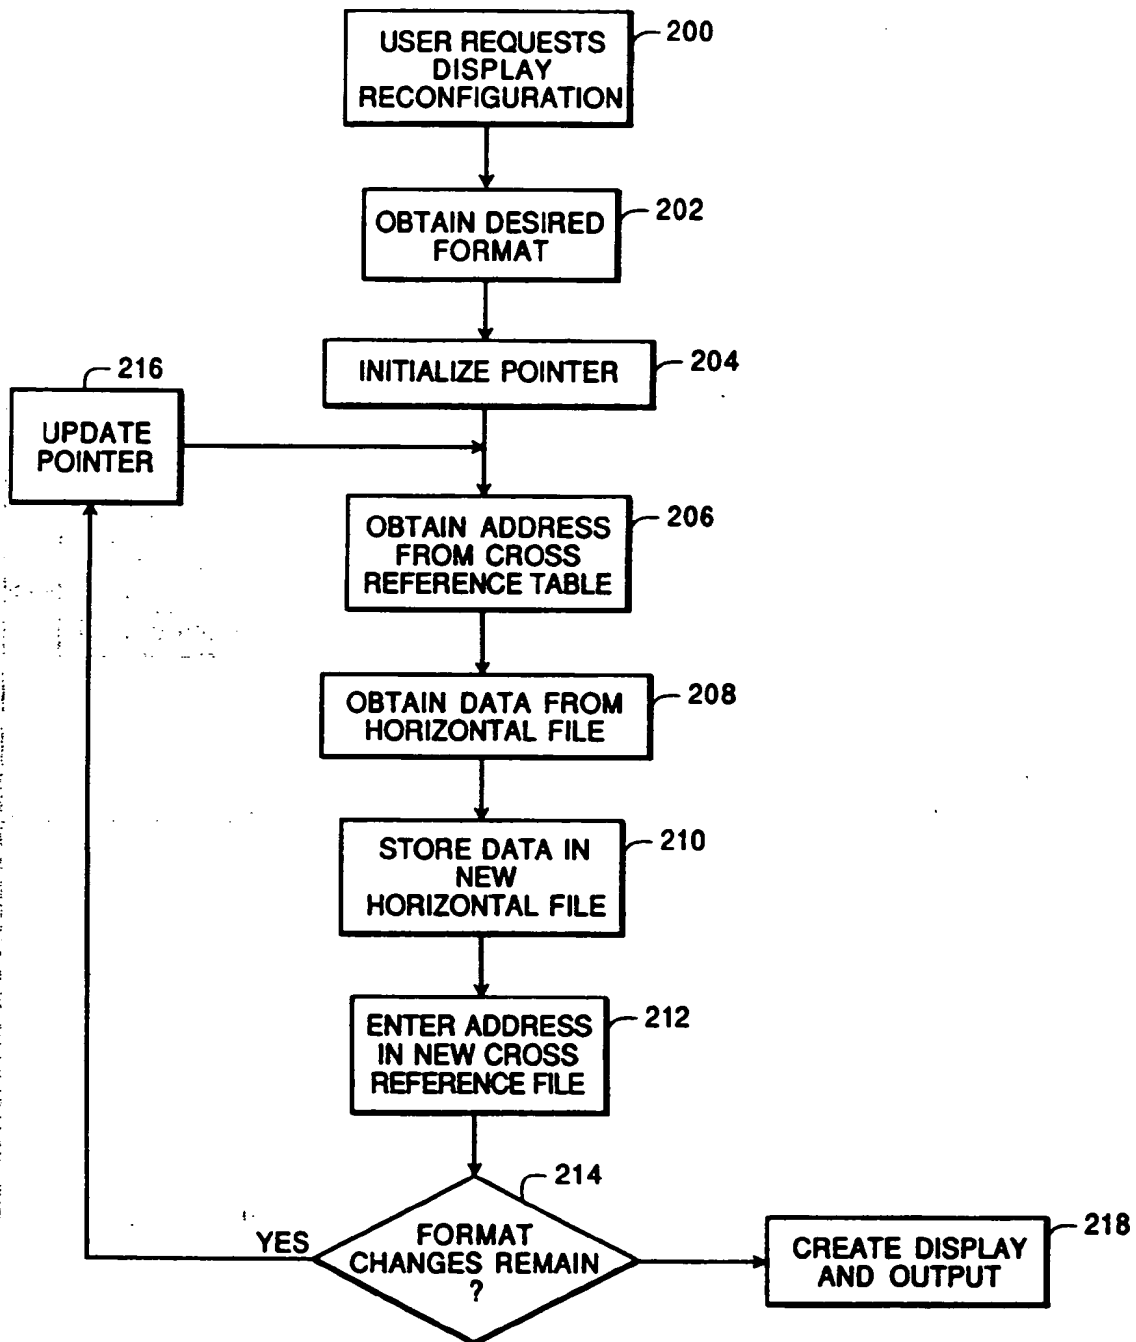 USER REQUESTS
DISPLAY
RECONFIGURATION
200
OBTAIN DESIRED
FORMAT
202
INITIALIZE POINTER
204
216
UPDATE
POINTER
OBTAIN ADDRESS
FROM CROSS
REFERENCE TABLE
206
OBTAIN DATA FROM
HORIZONTAL FILE
208
STORE DATA IN
NEW
HORIZONTAL FILE
210
ENTER ADDRESS
IN NEW CROSS
REFERENCE FILE
212
214
YES
FORMAT
CHANGES REMAIN
?
CREATE DISPLAY
AND OUTPUT
218